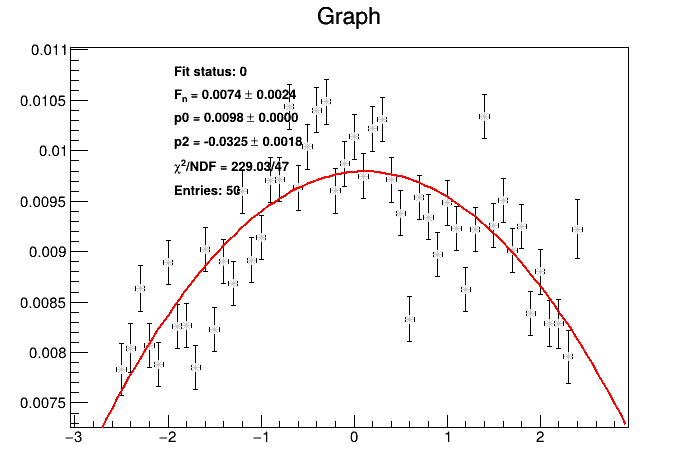 Graph
0.011
0.0105
0.01
0.0095
0.009
0.0085
0.008
0.0075
Fit status: 0
Fn = 0.0074 ± 0.0024
p0 = 0.0098 ± 0.0000
p2 = -0.0325 ± 0.0018
χ²/NDF = 229.03/47
Entries: 50
−3 −2 −1 0 1 2